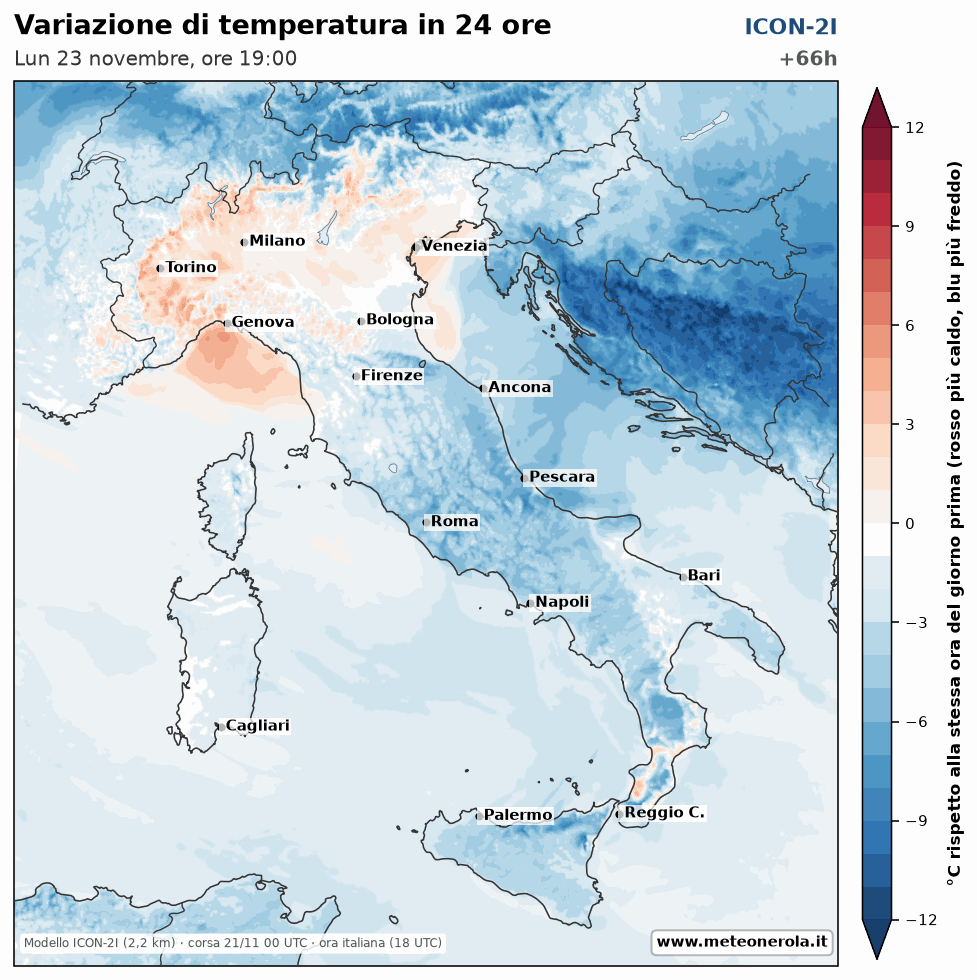 Variazione di temperatura in 24 ore
ICON-2I
Lun 23 novembre, ore 19:00
+66h
Milano
Venezia
Torino
Genova
Bologna
Firenze
Ancona
Pescara
Roma
Bari
Napoli
Cagliari
Palermo
Reggio C.
12
9
6
3
0
−3
−6
−9
−12
°C rispetto alla stessa ora del giorno prima (rosso più caldo, blu più freddo)
Modello ICON-2I (2,2 km) · corsa 21/11 00 UTC · ora italiana (18 UTC)
www.meteonerola.it